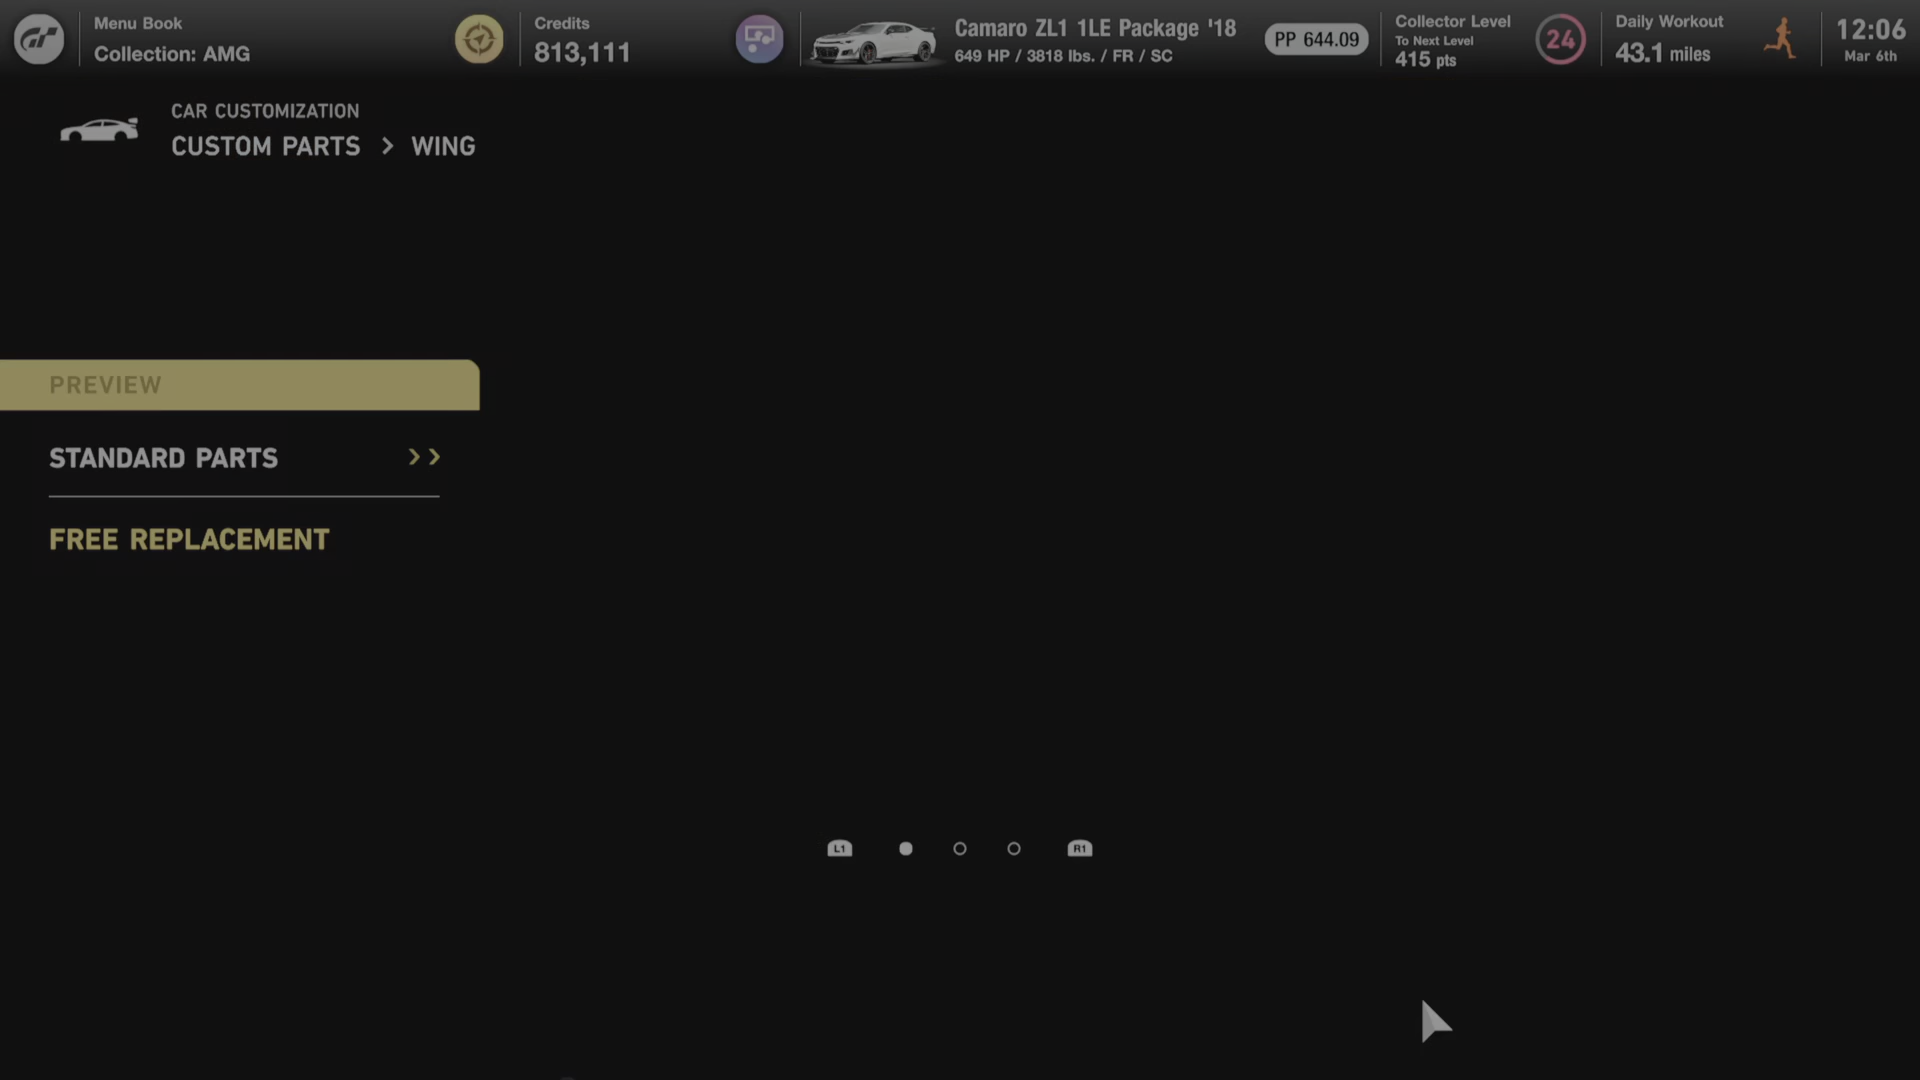 Menu Book
Collection: AMG
Credits
813,111
Camaro ZL1 1LE Package '18
649 HP / 3818 lbs. / FR / SC
PP 644.09
Collector Level
To Next Level
415 pts
24
Daily Workout
43.1 miles
12:06
Mar 6th
CAR CUSTOMIZATION
CUSTOM PARTS > WING
PREVIEW
STANDARD PARTS
FREE REPLACEMENT
L1
R1